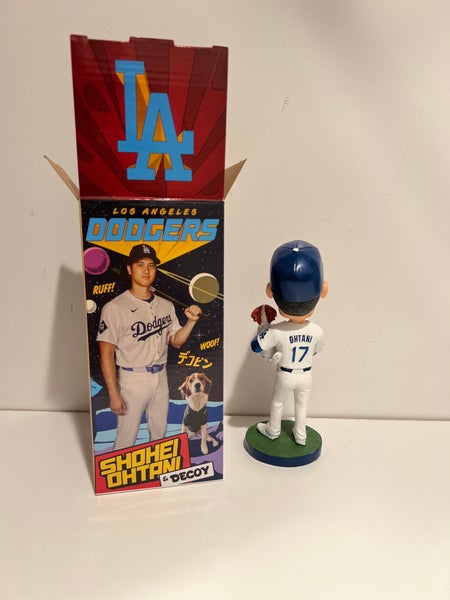 LA
LOS ANGELES
DODGERS
RUFF!
Dodgers
WOOF!
デコピン
SHOHEI
OHTANI
& DECOY
OHTANI
17